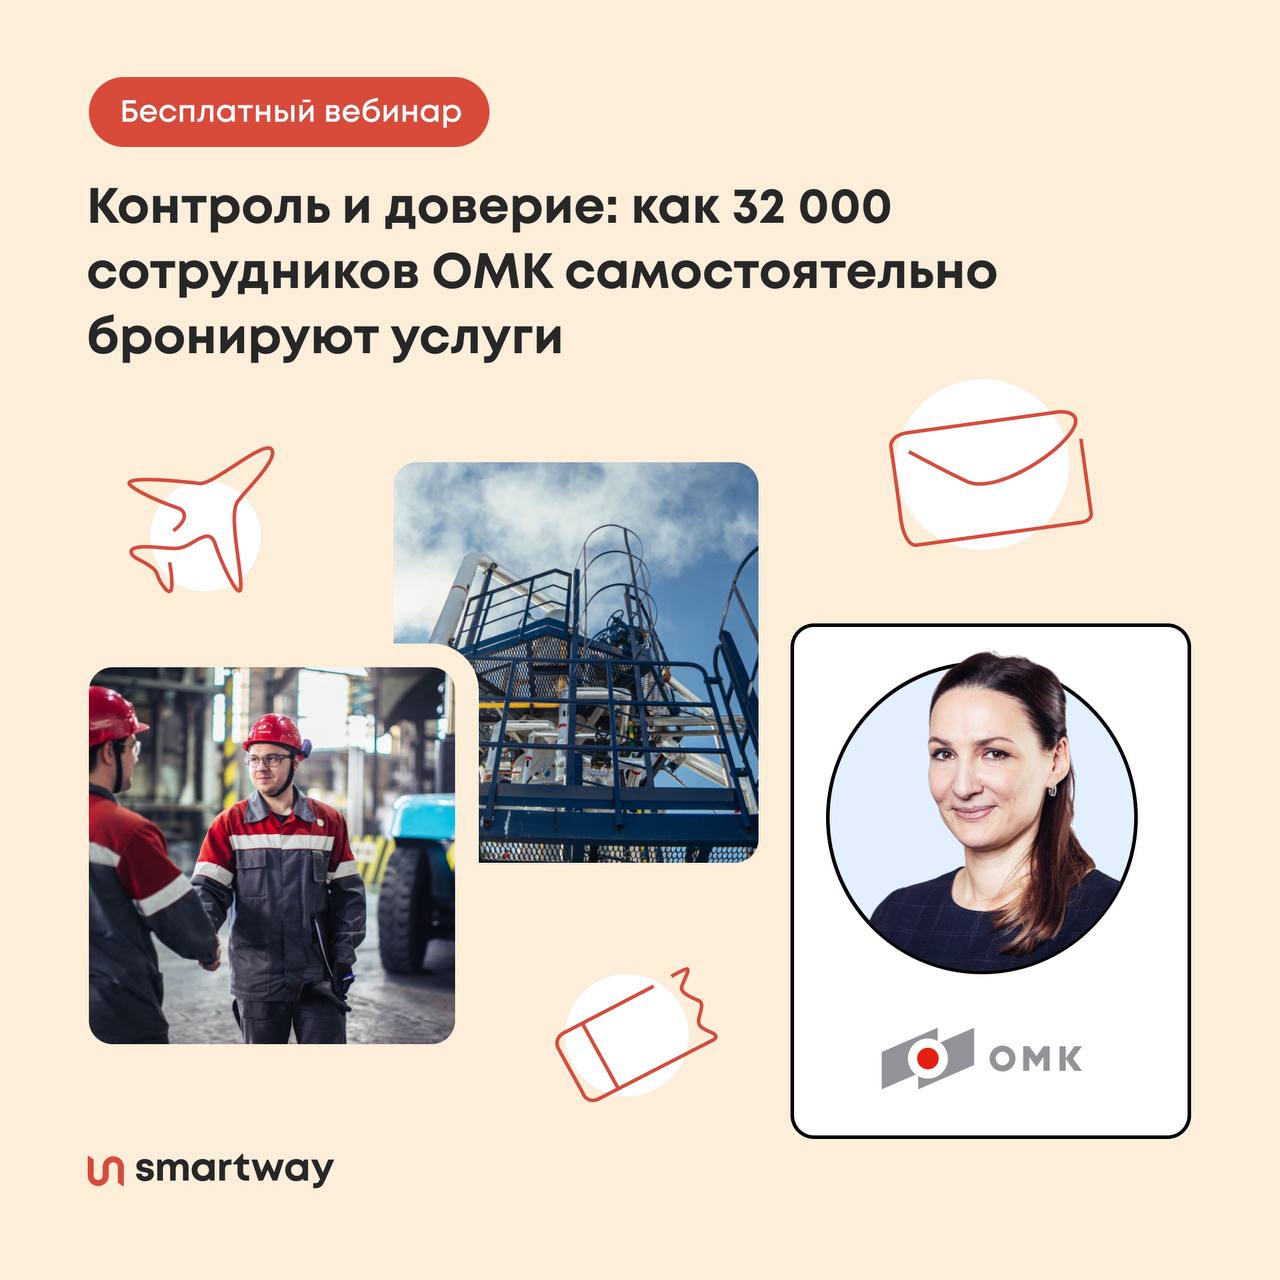 Бесплатный вебинар
Контроль и доверие: как 32 000
сотрудников ОМК самостоятельно
бронируют услуги
ОМК
smartway